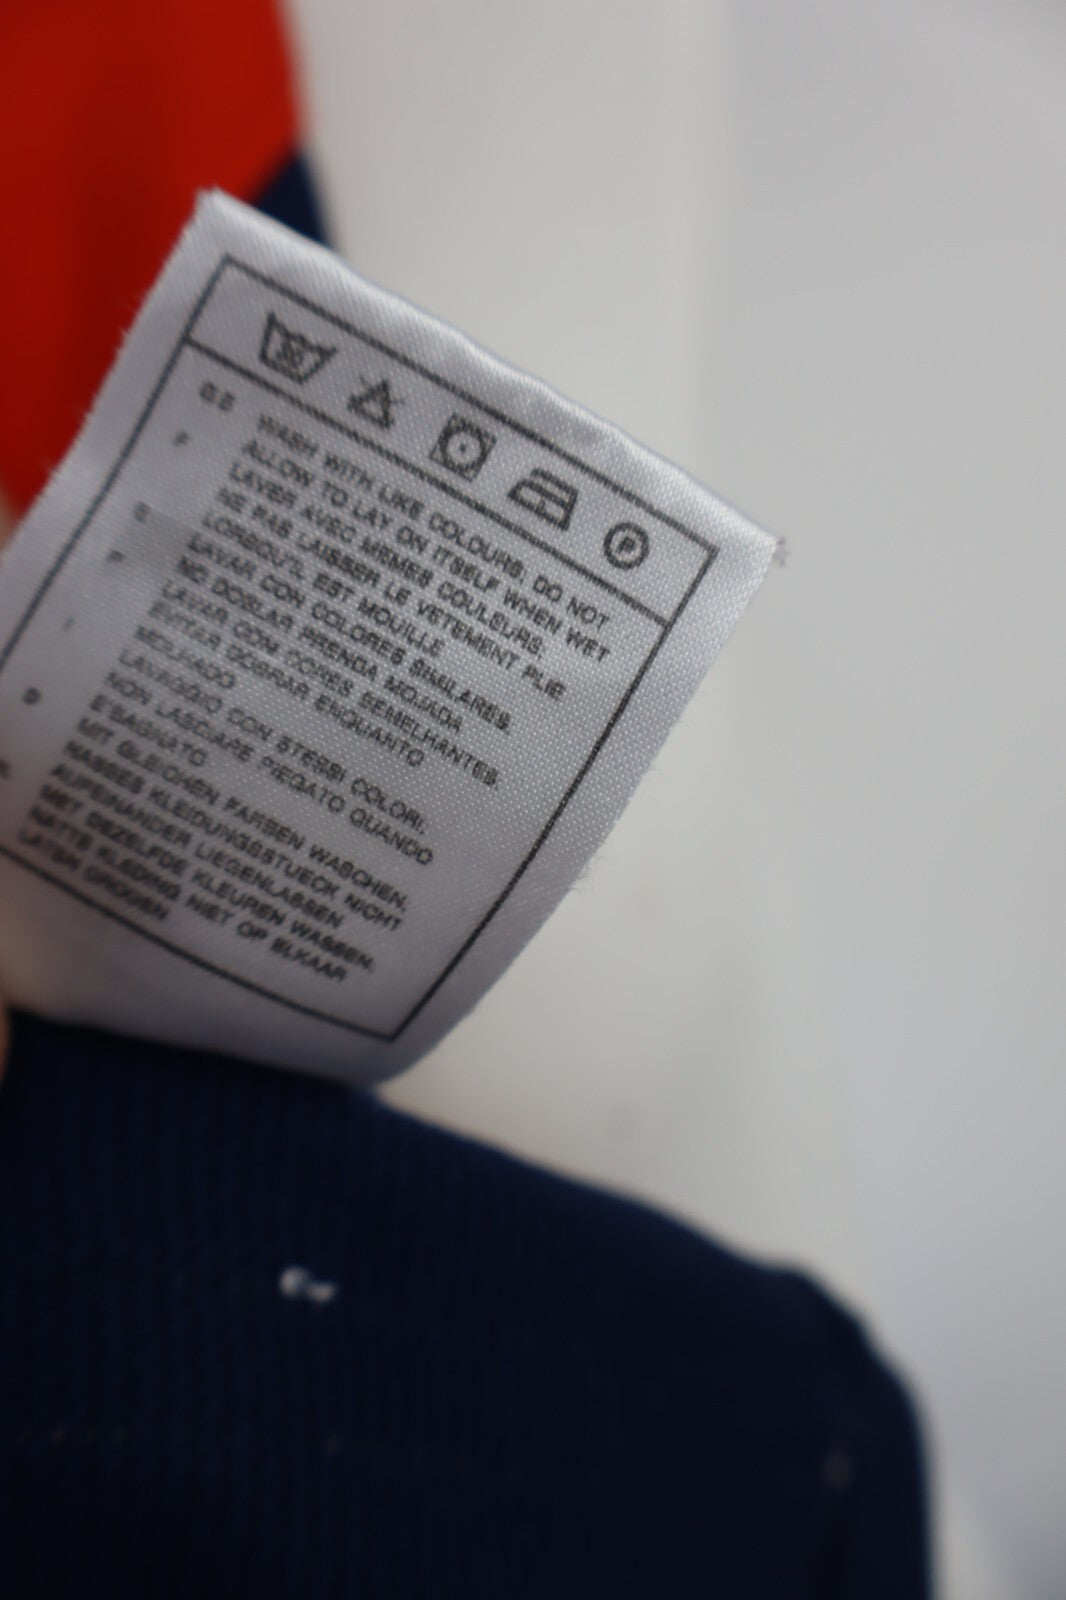 30
P
GB WASH WITH LIKE COLOURS. DO NOT
ALLOW TO LAY ON ITSELF WHEN WET
F LAVER AVEC MEMES COULEURS.
NE PAS LAISSER LE VETEMENT PLIE
LORSQU'IL EST MOUILLE
E LAVAR CON COLORES SIMILARES.
NO DOBLAR PRENDA MOJADA
P LAVAR COM CORES SEMELHANTES.
EVITAR DOBRAR ENQUANTO
MOLHADO
I LAVAGGIO CON STESSI COLORI.
NON LASCIARE PIEGATO QUANDO
E'BAGNATO
D MIT GLEICHEN FARBEN WASCHEN.
NASSES KLEIDUNGSSTUECK NICHT
AUFEINANDER LIEGENLASSEN
MET DEZELFDE KLEUREN WASSEN.
NATTE KLEDING NIET OP ELKAAR
LATEN DROGEN